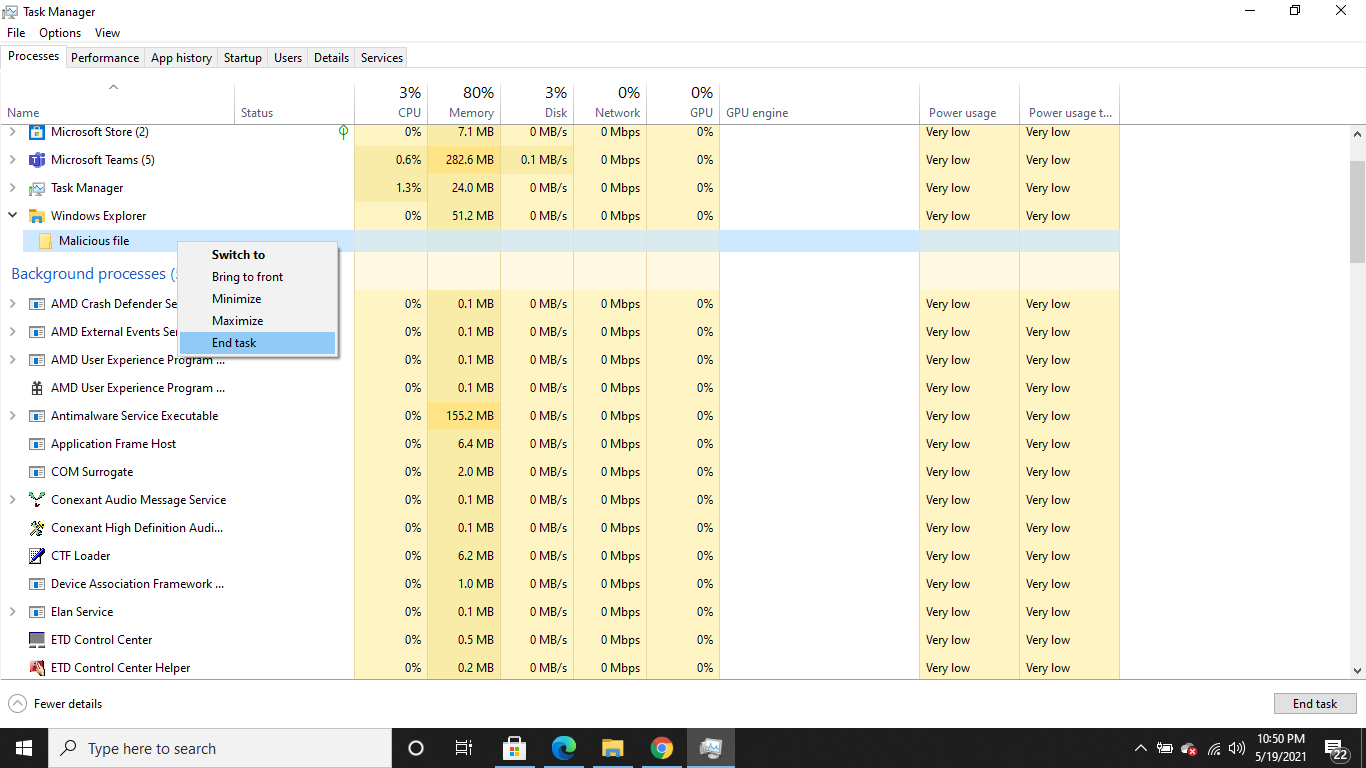 Task Manager
File Options View
Processes Performance App history Startup Users Details Services
3% 80% 3% 0% 0%
Name Status CPU Memory Disk Network GPU GPU engine Power usage Power usage t...
Microsoft Store (2) 0% 7.1 MB 0 MB/s 0 Mbps 0% Very low Very low
Microsoft Teams (5) 0.6% 282.6 MB 0.1 MB/s 0 Mbps 0% Very low Very low
Task Manager 1.3% 24.0 MB 0 MB/s 0 Mbps 0% Very low Very low
Windows Explorer 0% 51.2 MB 0 MB/s 0 Mbps 0% Very low Very low
Malicious file
Switch to
Bring to front
Minimize
Maximize
End task
Background processes (
AMD Crash Defender Se 0% 0.1 MB 0 MB/s 0 Mbps 0% Very low Very low
AMD External Events Ser 0% 0.1 MB 0 MB/s 0 Mbps 0% Very low Very low
AMD User Experience Program ... 0% 0.1 MB 0 MB/s 0 Mbps 0% Very low Very low
AMD User Experience Program ... 0% 0.1 MB 0 MB/s 0 Mbps 0% Very low Very low
Antimalware Service Executable 0% 155.2 MB 0 MB/s 0 Mbps 0% Very low Very low
Application Frame Host 0% 6.4 MB 0 MB/s 0 Mbps 0% Very low Very low
COM Surrogate 0% 2.0 MB 0 MB/s 0 Mbps 0% Very low Very low
Conexant Audio Message Service 0% 0.1 MB 0 MB/s 0 Mbps 0% Very low Very low
Conexant High Definition Audi... 0% 0.1 MB 0 MB/s 0 Mbps 0% Very low Very low
CTF Loader 0% 6.2 MB 0 MB/s 0 Mbps 0% Very low Very low
Device Association Framework ... 0% 1.0 MB 0 MB/s 0 Mbps 0% Very low Very low
Elan Service 0% 0.1 MB 0 MB/s 0 Mbps 0% Very low Very low
ETD Control Center 0% 0.5 MB 0 MB/s 0 Mbps 0% Very low Very low
ETD Control Center Helper 0% 0.2 MB 0 MB/s 0 Mbps 0% Very low Very low
Fewer details End task
Type here to search
10:50 PM
5/19/2021
22